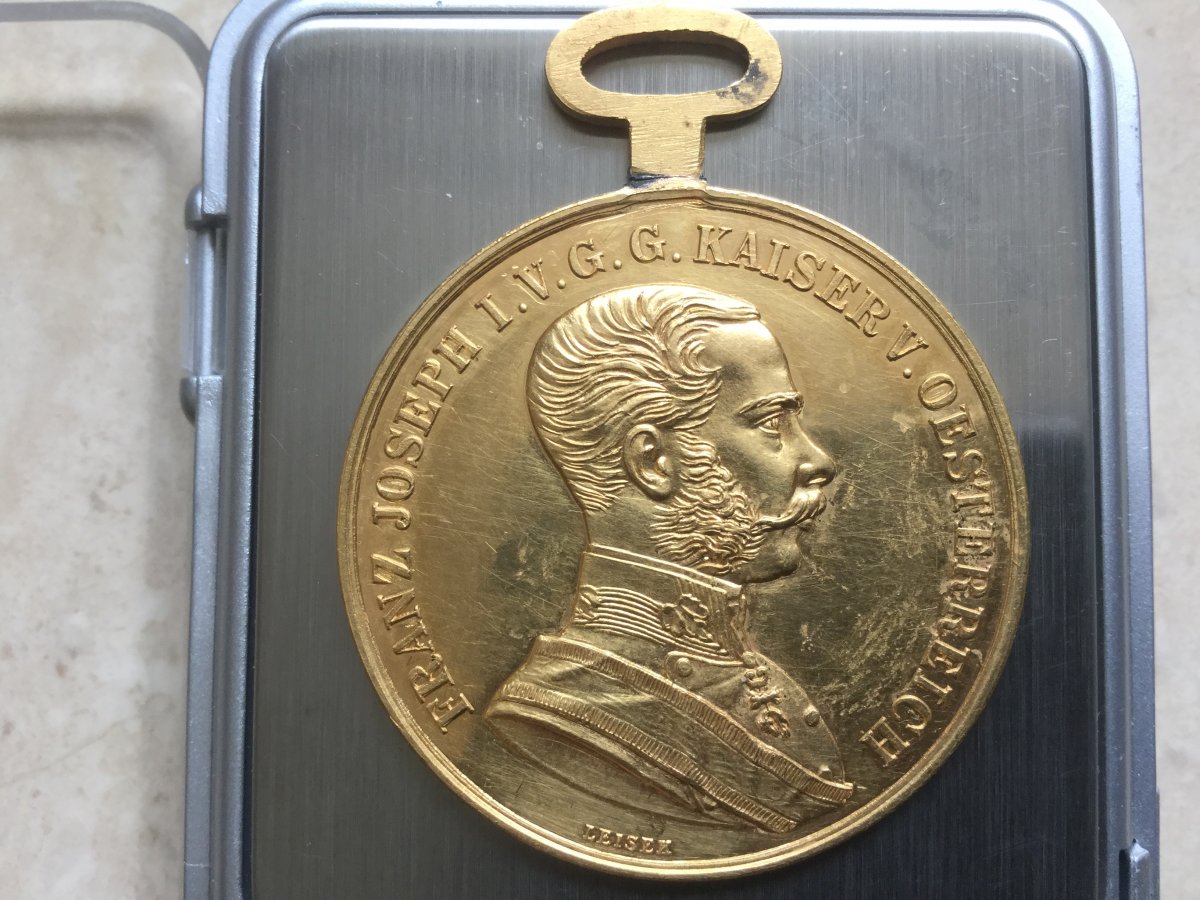 FRANZ JOSEPH I. V. G. G. KAISER V. OESTERREICH
LEISEK